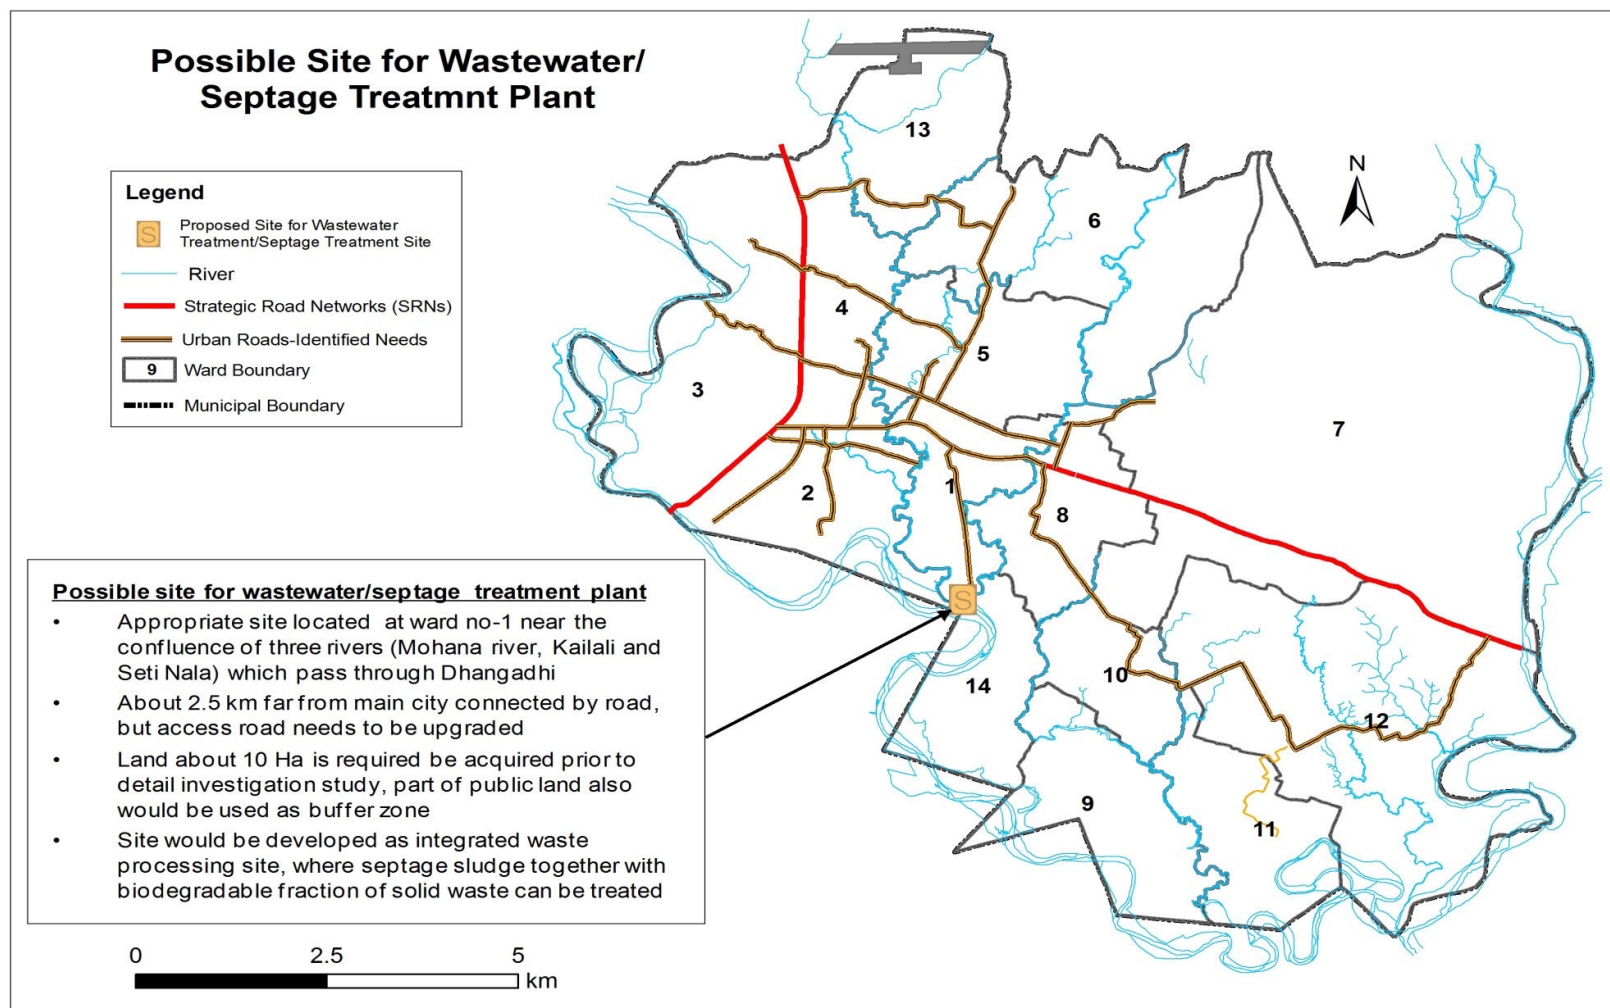 Possible Site for Wastewater/
Septage Treatmnt Plant
Legend
S
Proposed Site for Wastewater
Treatment/Septage Treatment Site
River
Strategic Road Networks (SRNs)
Urban Roads-Identified Needs
9 Ward Boundary
Municipal Boundary
N
13
6
4
5
3
7
2
1
8
S
14
10
12
9
11
Possible site for wastewater/septage treatment plant
• Appropriate site located at ward no-1 near the
confluence of three rivers (Mohana river, Kailali and
Seti Nala) which pass through Dhangadhi
• About 2.5 km far from main city connected by road,
but access road needs to be upgraded
• Land about 10 Ha is required be acquired prior to
detail investigation study, part of public land also
would be used as buffer zone
• Site would be developed as integrated waste
processing site, where septage sludge together with
biodegradable fraction of solid waste can be treated
0 2.5 5
km